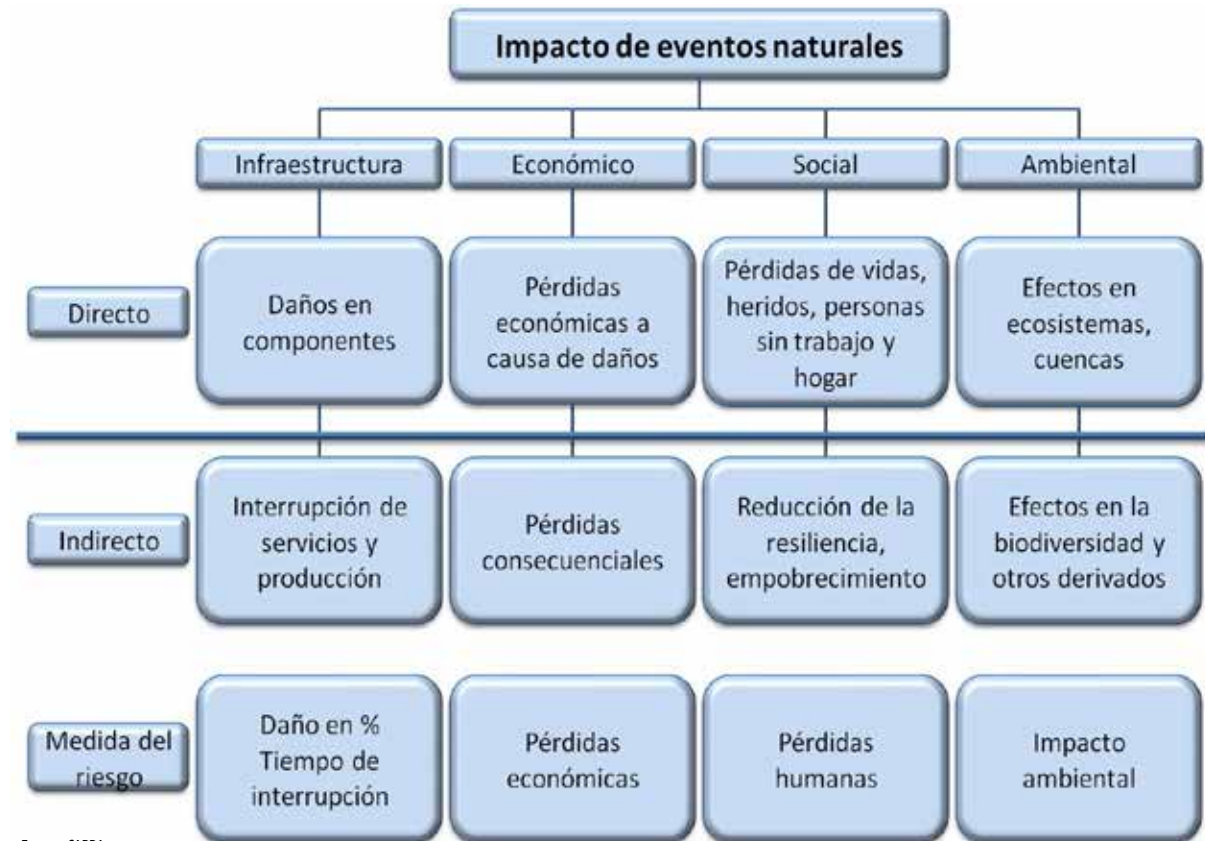 Impacto de eventos naturales
Infraestructura
Económico
Social
Ambiental
Directo
Daños en
componentes
Pérdidas
económicas a
causa de daños
Pérdidas de vidas,
heridos, personas
sin trabajo y
hogar
Efectos en
ecosistemas,
cuencas
Indirecto
Interrupción de
servicios y
producción
Pérdidas
consecuenciales
Reducción de la
resiliencia,
empobrecimiento
Efectos en la
biodiversidad y
otros derivados
Medida del
riesgo
Daño en %
Tiempo de
interrupción
Pérdidas
económicas
Pérdidas
humanas
Impacto
ambiental